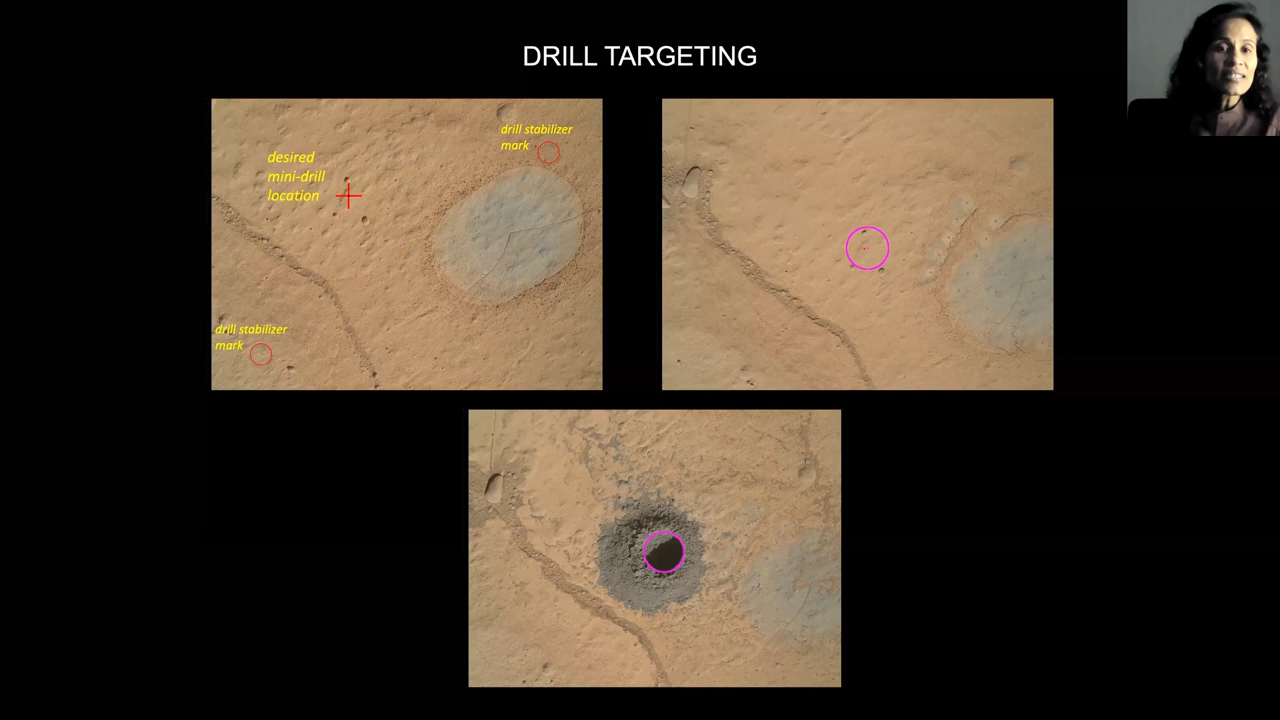 DRILL TARGETING
drill stabilizer
mark
desired
mini-drill
location
drill stabilizer
mark